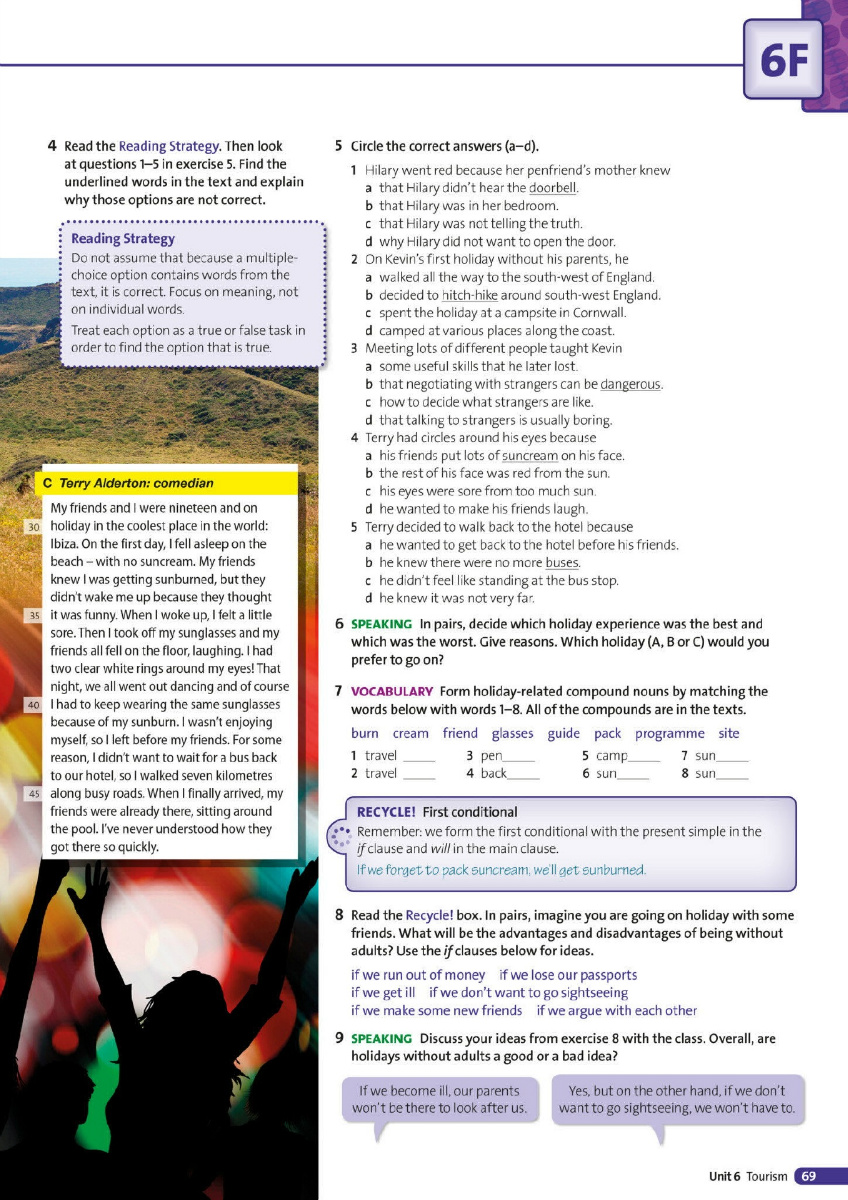 6F
4 Read the Reading Strategy. Then look
at questions 1–5 in exercise 5. Find the
underlined words in the text and explain
why those options are not correct.
Reading Strategy
Do not assume that because a multiple-
choice option contains words from the
text, it is correct. Focus on meaning, not
on individual words.
Treat each option as a true or false task in
order to find the option that is true.
C Terry Alderton: comedian
My friends and I were nineteen and on
30 holiday in the coolest place in the world:
Ibiza. On the first day, I fell asleep on the
beach – with no suncream. My friends
knew I was getting sunburned, but they
didn't wake me up because they thought
35 it was funny. When I woke up, I felt a little
sore. Then I took off my sunglasses and my
friends all fell on the floor, laughing. I had
two clear white rings around my eyes! That
night, we all went out dancing and of course
40 I had to keep wearing the same sunglasses
because of my sunburn. I wasn't enjoying
myself, so I left before my friends. For some
reason, I didn't want to wait for a bus back
to our hotel, so I walked seven kilometres
45 along busy roads. When I finally arrived, my
friends were already there, sitting around
the pool. I've never understood how they
got there so quickly.
5 Circle the correct answers (a–d).
1 Hilary went red because her penfriend's mother knew
a that Hilary didn't hear the doorbell.
b that Hilary was in her bedroom.
c that Hilary was not telling the truth.
d why Hilary did not want to open the door.
2 On Kevin's first holiday without his parents, he
a walked all the way to the south-west of England.
b decided to hitch-hike around south-west England.
c spent the holiday at a campsite in Cornwall.
d camped at various places along the coast.
3 Meeting lots of different people taught Kevin
a some useful skills that he later lost.
b that negotiating with strangers can be dangerous.
c how to decide what strangers are like.
d that talking to strangers is usually boring.
4 Terry had circles around his eyes because
a his friends put lots of suncream on his face.
b the rest of his face was red from the sun.
c his eyes were sore from too much sun.
d he wanted to make his friends laugh.
5 Terry decided to walk back to the hotel because
a he wanted to get back to the hotel before his friends.
b he knew there were no more buses.
c he didn't feel like standing at the bus stop.
d he knew it was not very far.
6 SPEAKING In pairs, decide which holiday experience was the best and
which was the worst. Give reasons. Which holiday (A, B or C) would you
prefer to go on?
7 VOCABULARY Form holiday-related compound nouns by matching the
words below with words 1–8. All of the compounds are in the texts.
burn cream friend glasses guide pack programme site
1 travel _____ 3 pen_____ 5 camp_____ 7 sun_____
2 travel _____ 4 back_____ 6 sun_____ 8 sun_____
RECYCLE! First conditional
Remember: we form the first conditional with the present simple in the
if clause and will in the main clause.
If we forget to pack suncream, we'll get sunburned.
8 Read the Recycle! box. In pairs, imagine you are going on holiday with some
friends. What will be the advantages and disadvantages of being without
adults? Use the if clauses below for ideas.
if we run out of money if we lose our passports
if we get ill if we don't want to go sightseeing
if we make some new friends if we argue with each other
9 SPEAKING Discuss your ideas from exercise 8 with the class. Overall, are
holidays without adults a good or a bad idea?
If we become ill, our parents
won't be there to look after us.
Yes, but on the other hand, if we don't
want to go sightseeing, we won't have to.
Unit 6 Tourism 69